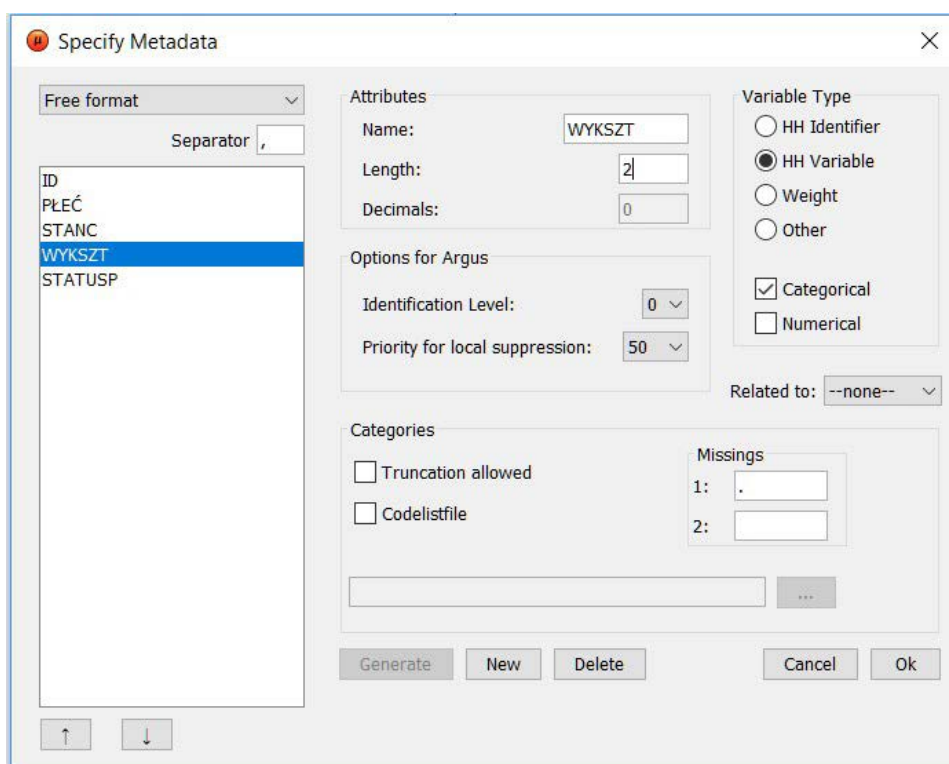 µ Specify Metadata
Free format
Separator ,
ID
PŁEĆ
STANC
WYKSZT
STATUSP
↑ ↓
Attributes
Name: WYKSZT
Length: 2
Decimals: 0
Options for Argus
Identification Level: 0
Priority for local suppression: 50
Variable Type
HH Identifier
HH Variable
Weight
Other
Categorical
Numerical
Related to: --none--
Categories
Truncation allowed
Codelistfile
Missings
1: .
2:
...
Generate New Delete Cancel Ok